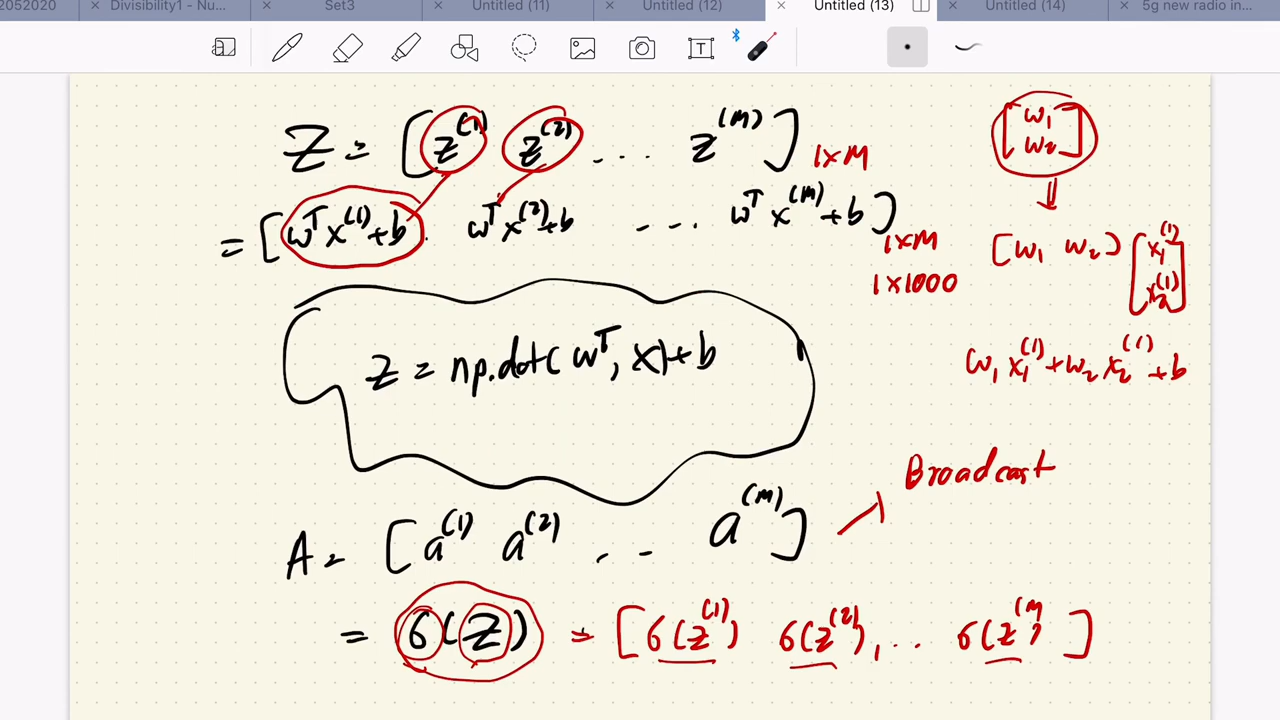 2052020 Divisibility1 - Nu... Set3 Untitled (11) Untitled (12) Untitled (13) Untitled (14) 5g new radio in...
Z = [ z^(1) z^(2) ... z^(m) ] 1×M
= [ w^T x^(1)+b w^T x^(2)+b ... w^T x^(m)+b ] 1×M
1×1000
[ w1
w2 ]
[w1 w2] [ x1^(1)
x2^(1) ]
w1 x1^(1)+w2 x2^(1)+b
Z = np.dot( w^T, x)+b
Broadcast
A = [ a^(1) a^(2) ... a^(m) ]
= σ(Z) = [ σ(z^(1)) σ(z^(2)), ... σ(z^(m)) ]